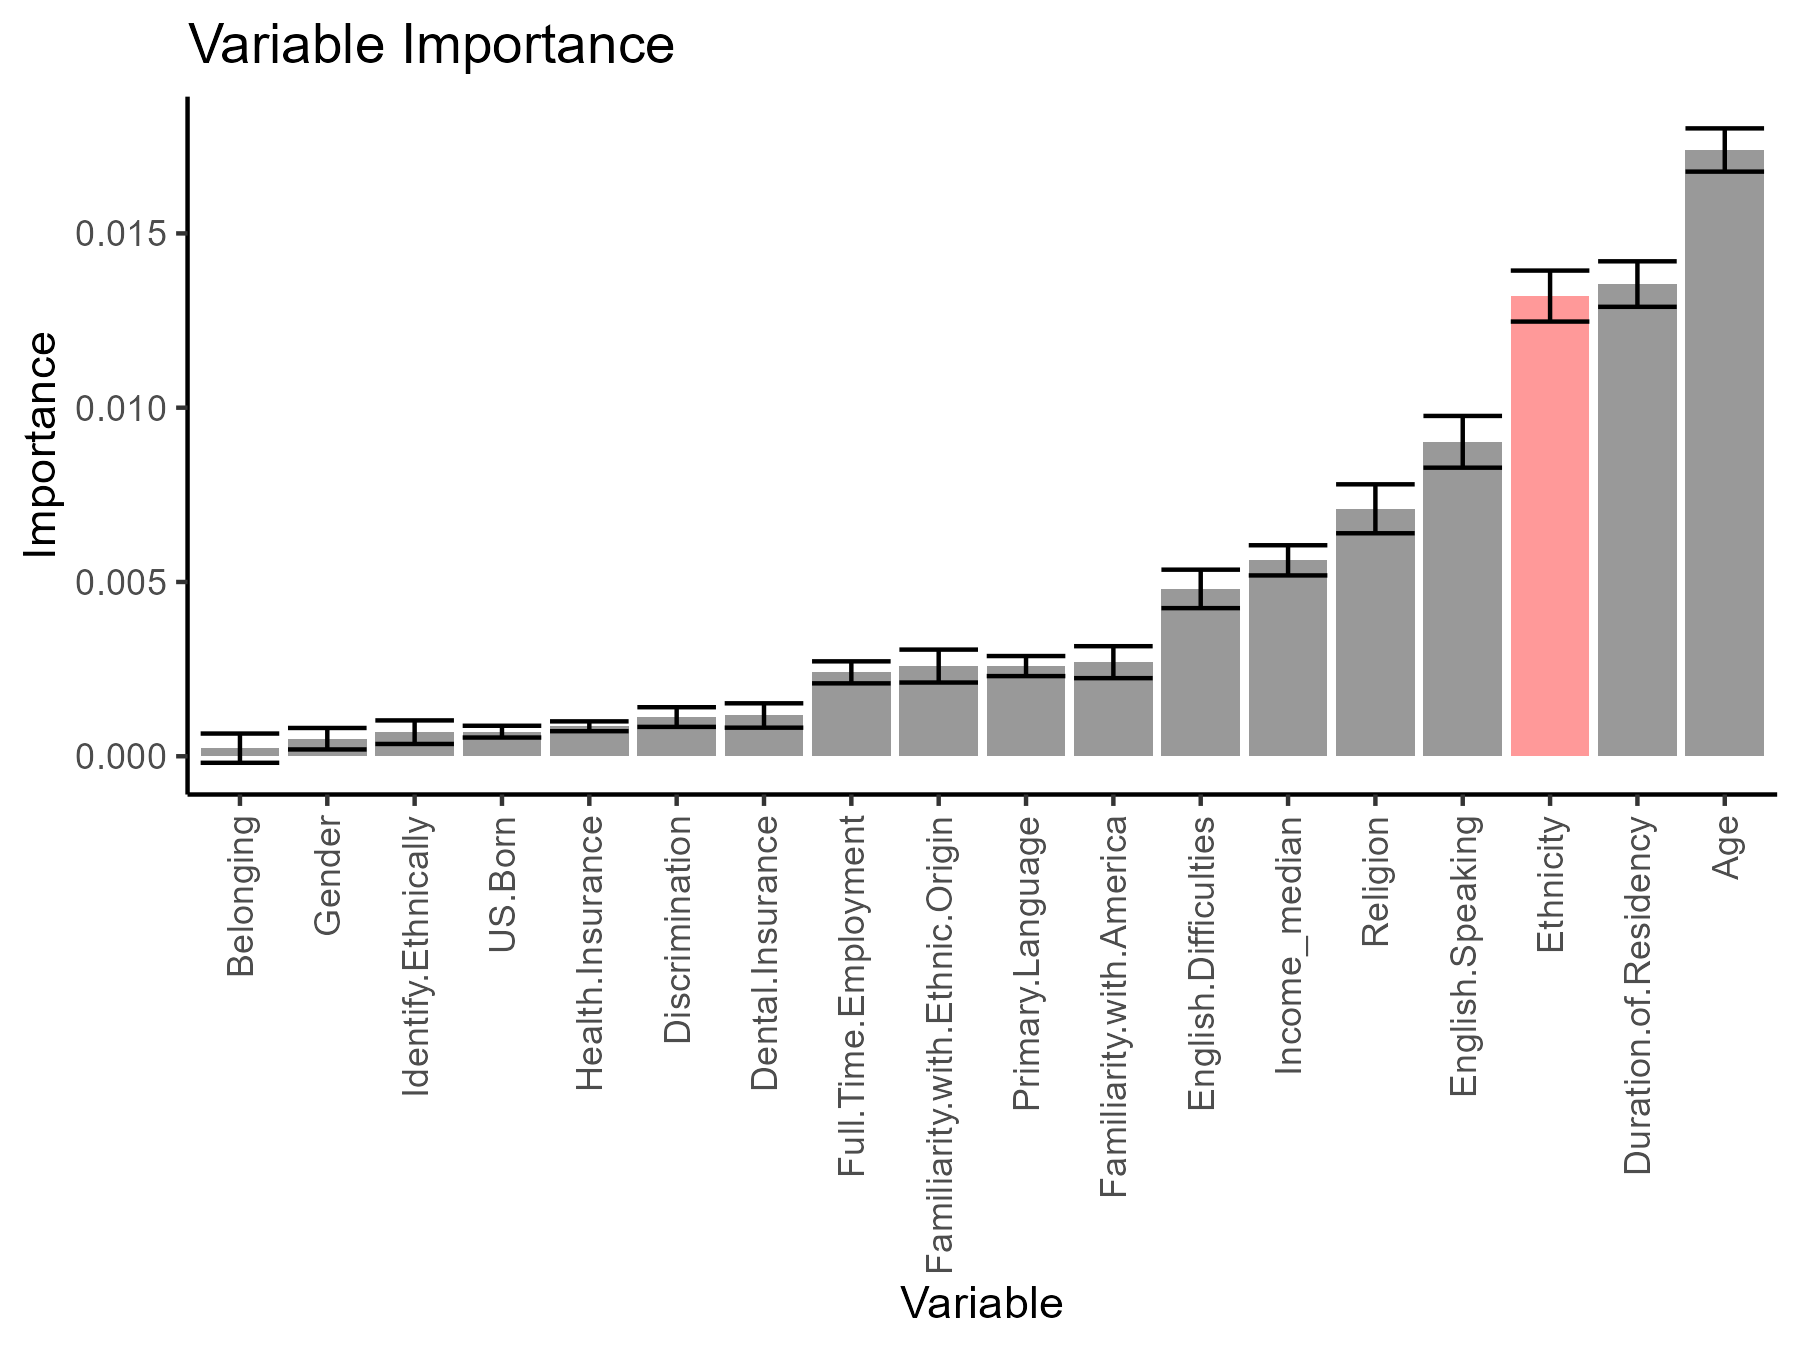 Variable Importance
Importance
0.015
0.010
0.005
0.000
Belonging
Gender
Identify.Ethnically
US.Born
Health.Insurance
Discrimination
Dental.Insurance
Full.Time.Employment
Familiarity.with.Ethnic.Origin
Primary.Language
Familiarity.with.America
English.Difficulties
Income_median
Religion
English.Speaking
Ethnicity
Duration.of.Residency
Age
Variable